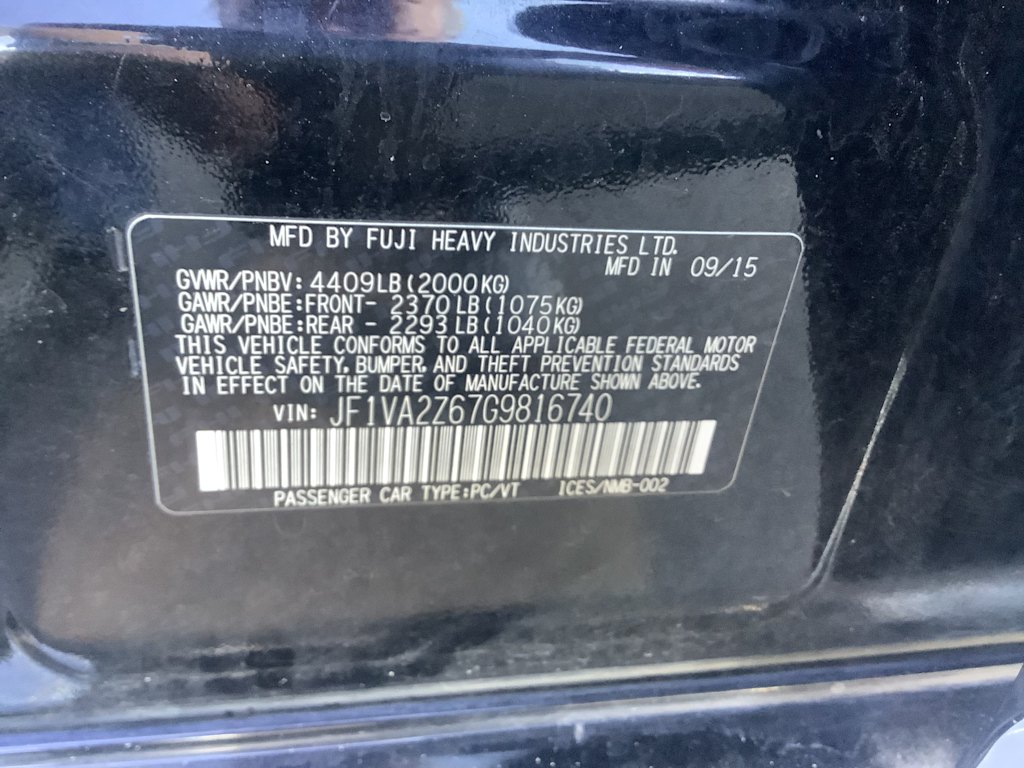 MFD BY FUJI HEAVY INDUSTRIES LTD.
MFD IN 09/15
GVWR/PNBV: 4409LB(2000KG)
GAWR/PNBE:FRONT- 2370LB(1075KG)
GAWR/PNBE:REAR - 2293LB(1040KG)
THIS VEHICLE CONFORMS TO ALL APPLICABLE FEDERAL MOTOR
VEHICLE SAFETY, BUMPER, AND THEFT PREVENTION STANDARDS
IN EFFECT ON THE DATE OF MANUFACTURE SHOWN ABOVE.
VIN: JF1VA2Z67G9816740
PASSENGER CAR TYPE:PC/VT ICES/NMB-002